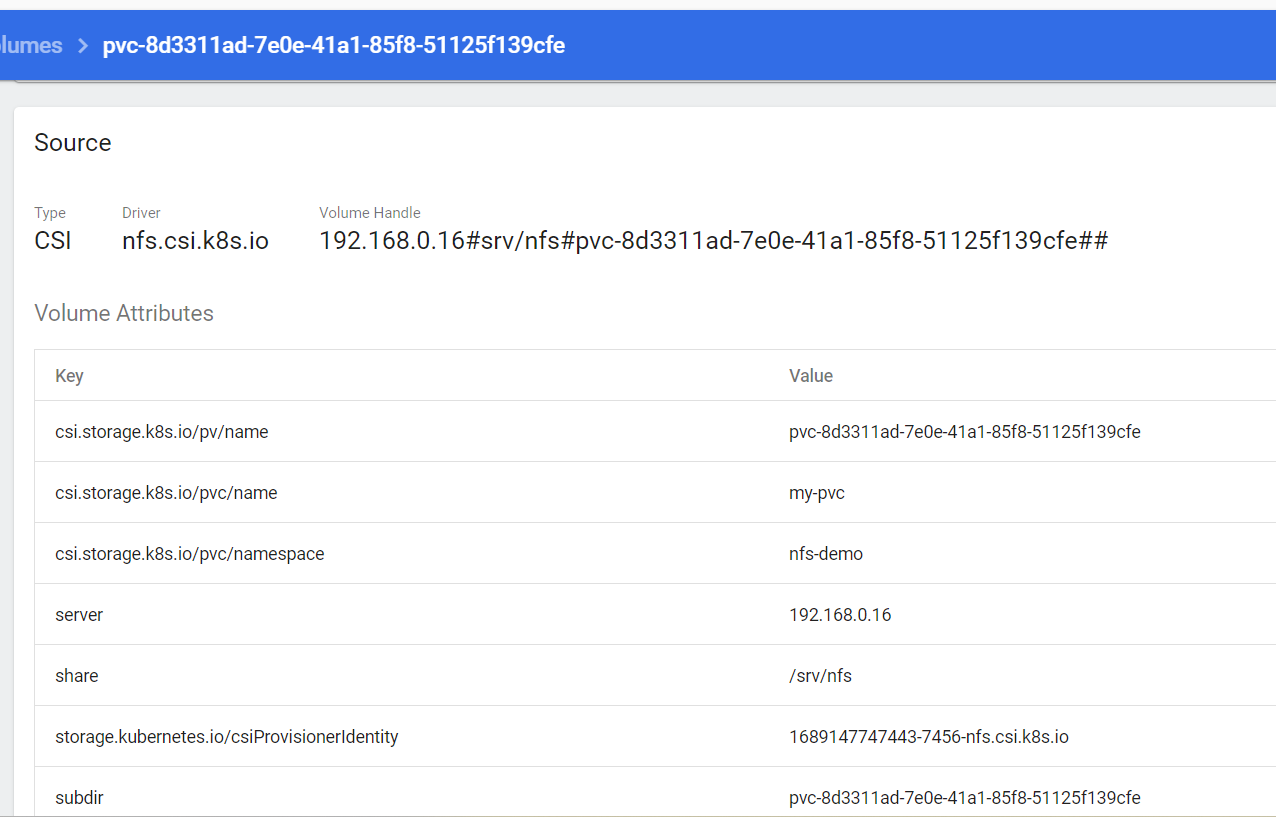 lumes > pvc-8d3311ad-7e0e-41a1-85f8-51125f139cfe
Source
Type Driver Volume Handle
CSI nfs.csi.k8s.io 192.168.0.16#srv/nfs#pvc-8d3311ad-7e0e-41a1-85f8-51125f139cfe##
Volume Attributes
Key Value
csi.storage.k8s.io/pv/name pvc-8d3311ad-7e0e-41a1-85f8-51125f139cfe
csi.storage.k8s.io/pvc/name my-pvc
csi.storage.k8s.io/pvc/namespace nfs-demo
server 192.168.0.16
share /srv/nfs
storage.kubernetes.io/csiProvisionerIdentity 1689147747443-7456-nfs.csi.k8s.io
subdir pvc-8d3311ad-7e0e-41a1-85f8-51125f139cfe